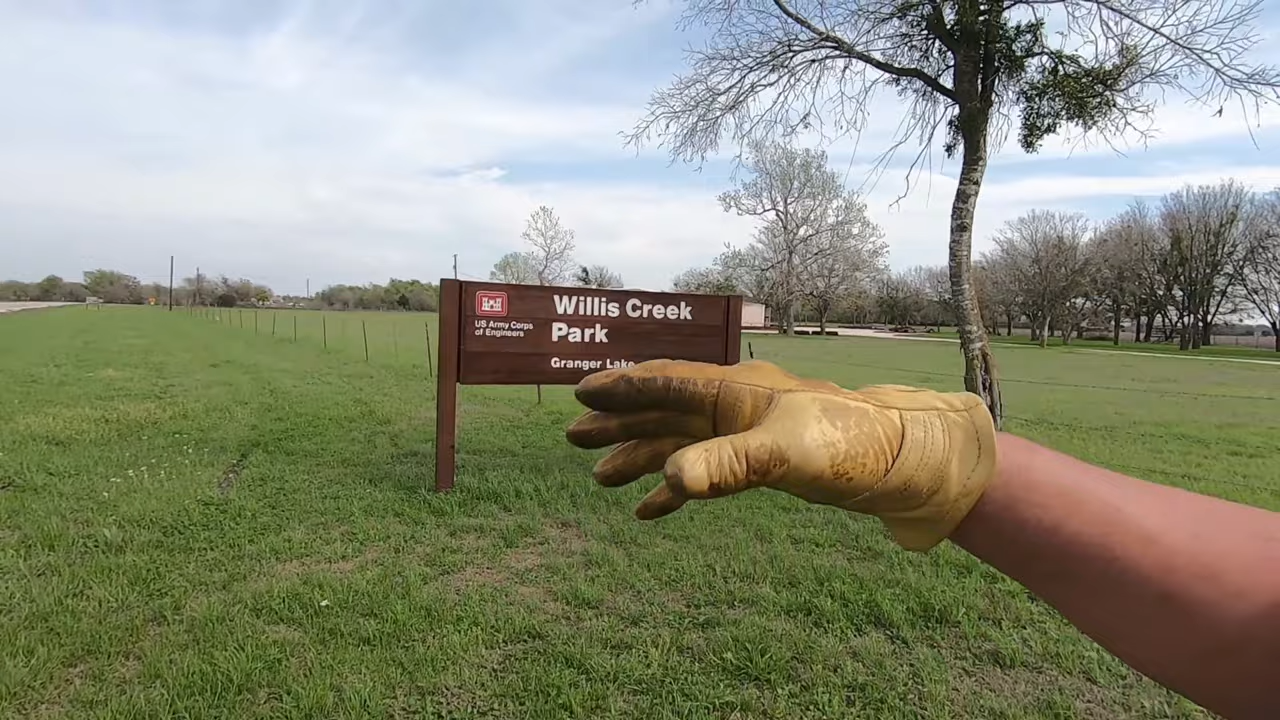 Willis Creek
Park
US Army Corps
of Engineers
Granger Lake